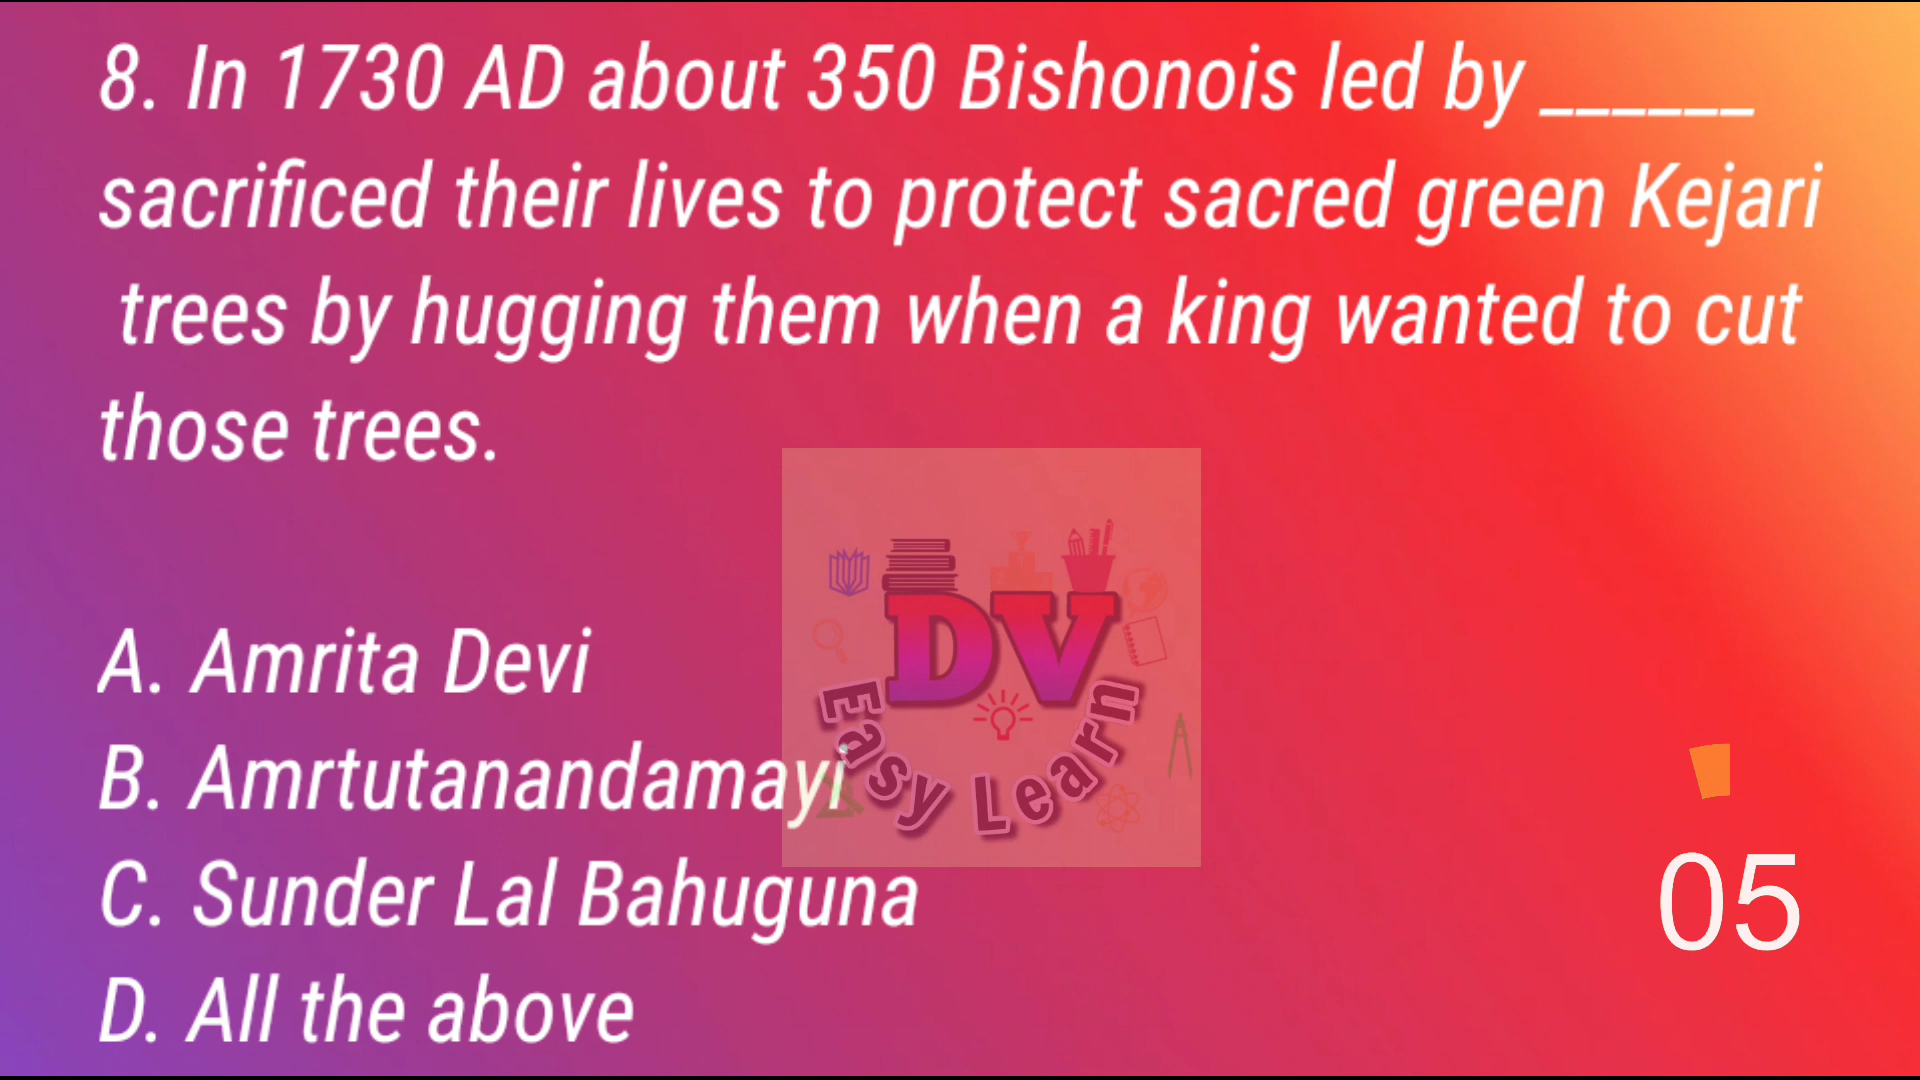 8. In 1730 AD about 350 Bishonois led by ______
sacrificed their lives to protect sacred green Kejari
trees by hugging them when a king wanted to cut
those trees.
DV
Easy Learn
A. Amrita Devi
B. Amrtutanandamayi
C. Sunder Lal Bahuguna
D. All the above
05